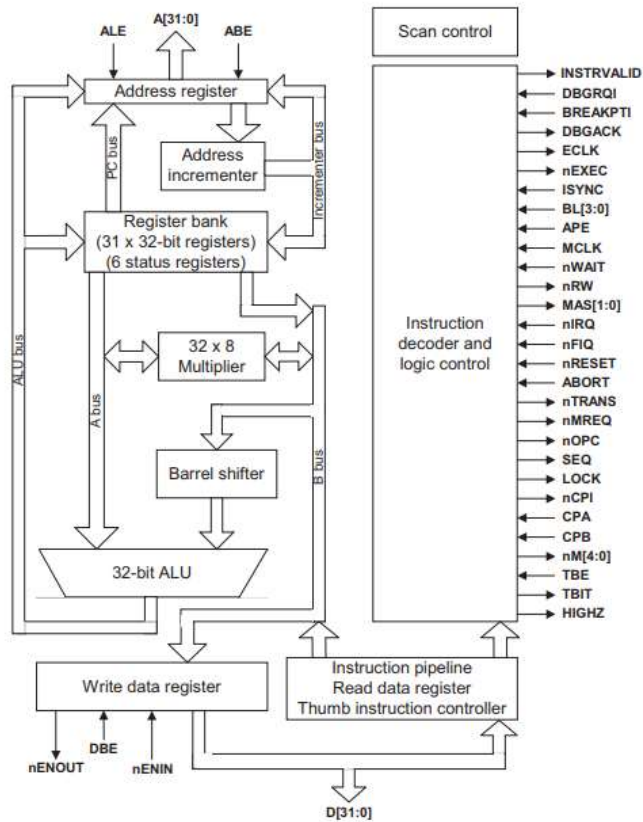 A[31:0]
ALE
ABE
Address register
PC bus
Incrementer bus
Address
incrementer
Register bank
(31 x 32-bit registers)
(6 status registers)
ALU bus
A bus
32 x 8
Multiplier
B bus
Barrel shifter
32-bit ALU
Write data register
Instruction pipeline
Read data register
Thumb instruction controller
nENOUT
DBE
nENIN
D[31:0]
Scan control
Instruction
decoder and
logic control
INSTRVALID
DBGRQI
BREAKPTI
DBGACK
ECLK
nEXEC
ISYNC
BL[3:0]
APE
MCLK
nWAIT
nRW
MAS[1:0]
nIRQ
nFIQ
nRESET
ABORT
nTRANS
nMREQ
nOPC
SEQ
LOCK
nCPI
CPA
CPB
nM[4:0]
TBE
TBIT
HIGHZ